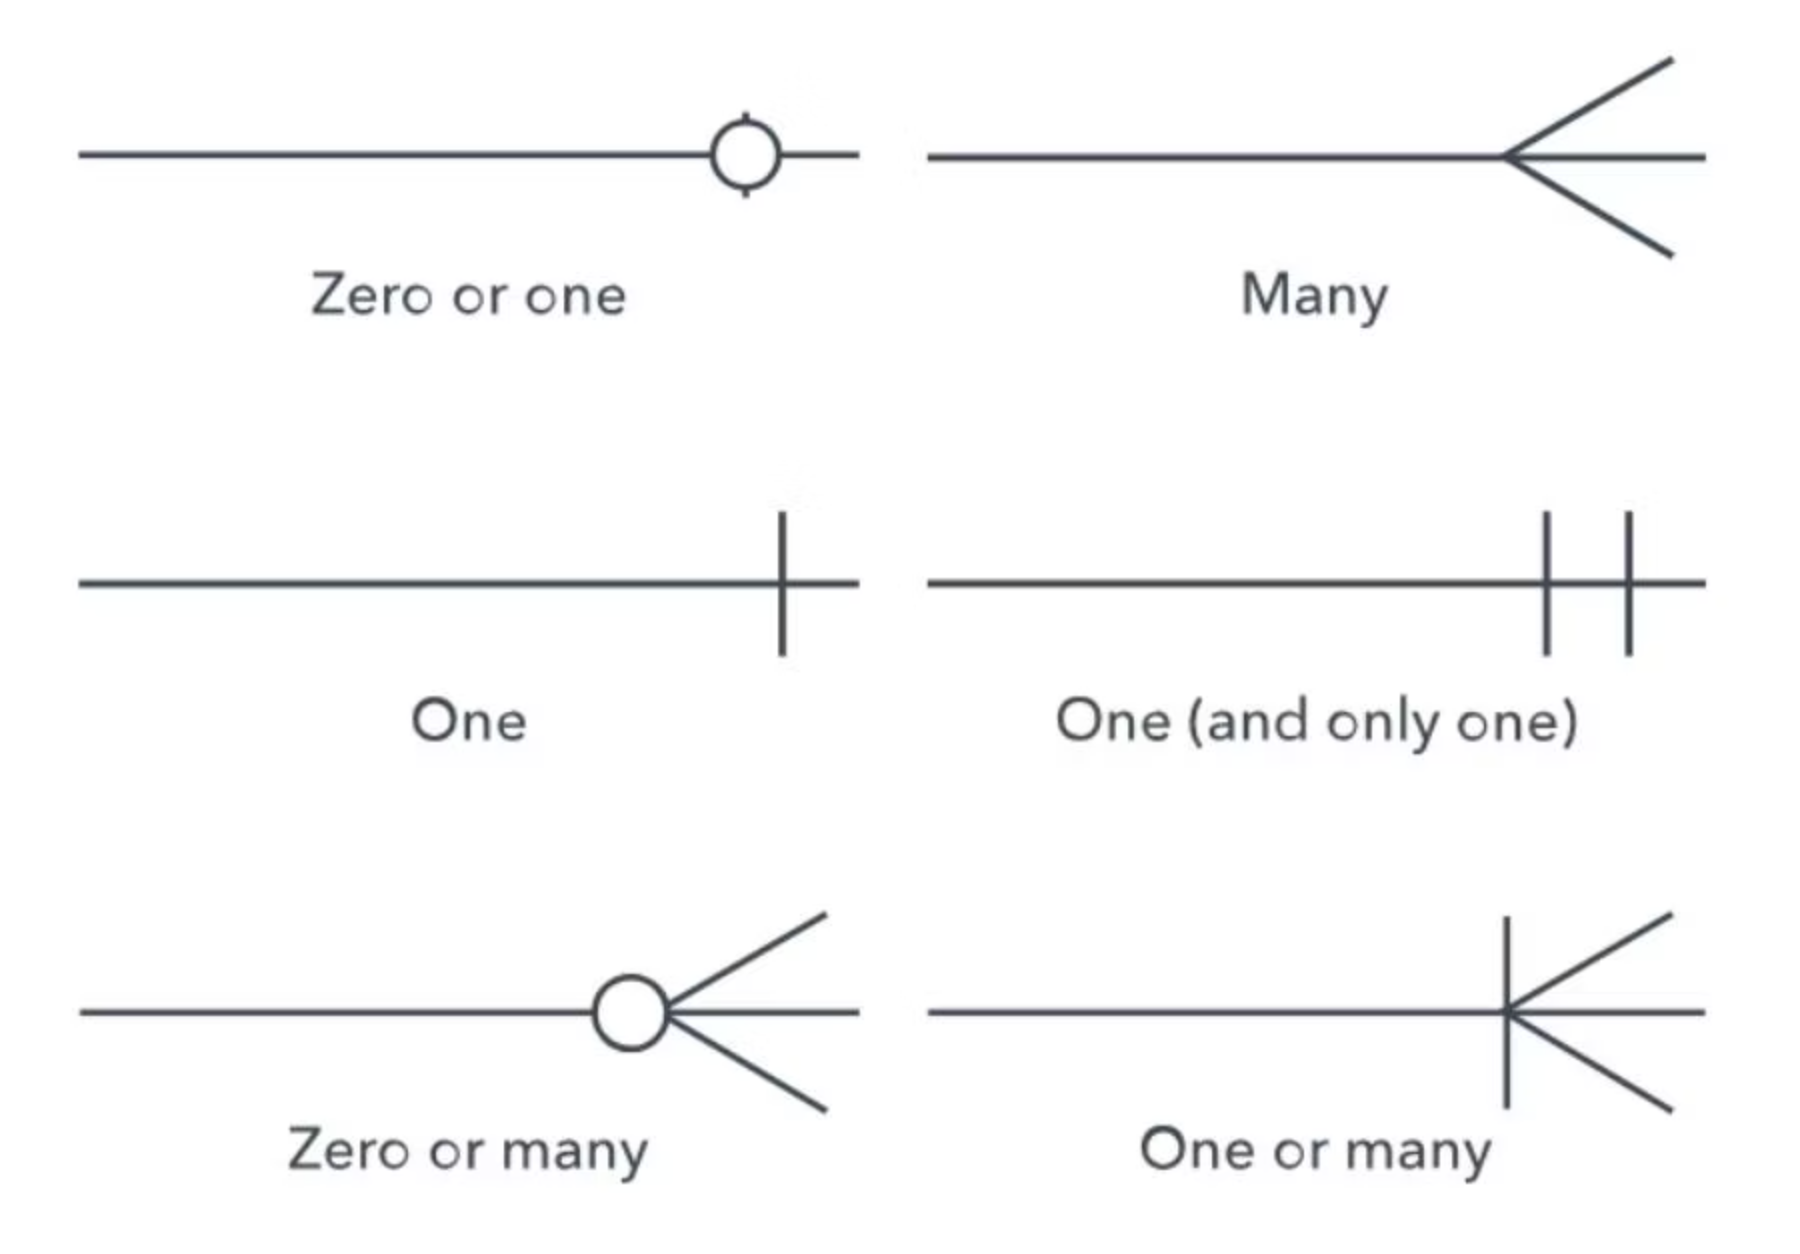 Zero or one
Many
One
One (and only one)
Zero or many
One or many